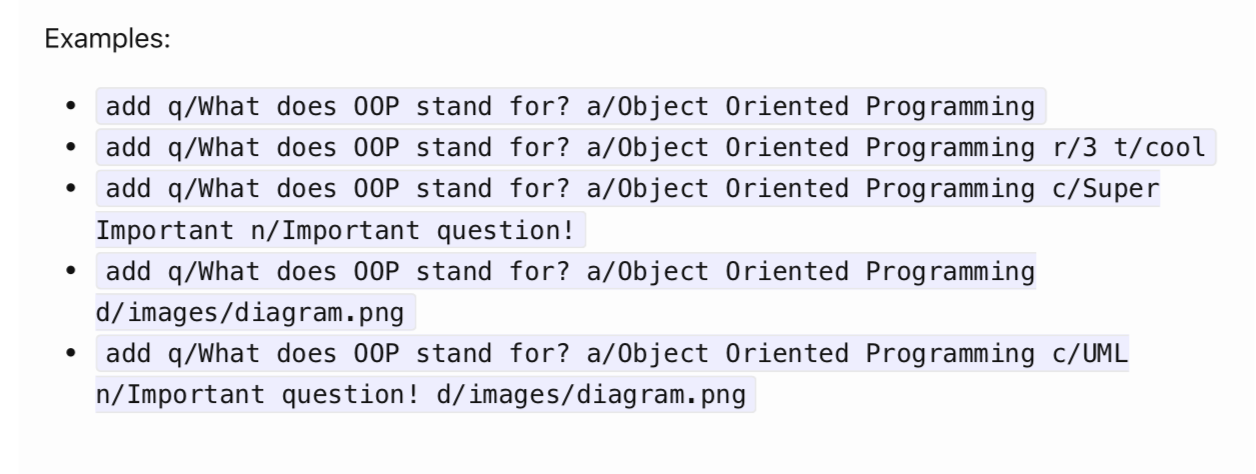 Examples:
• add q/What does OOP stand for? a/Object Oriented Programming
• add q/What does OOP stand for? a/Object Oriented Programming r/3 t/cool
• add q/What does OOP stand for? a/Object Oriented Programming c/Super
Important n/Important question!
• add q/What does OOP stand for? a/Object Oriented Programming
d/images/diagram.png
• add q/What does OOP stand for? a/Object Oriented Programming c/UML
n/Important question! d/images/diagram.png